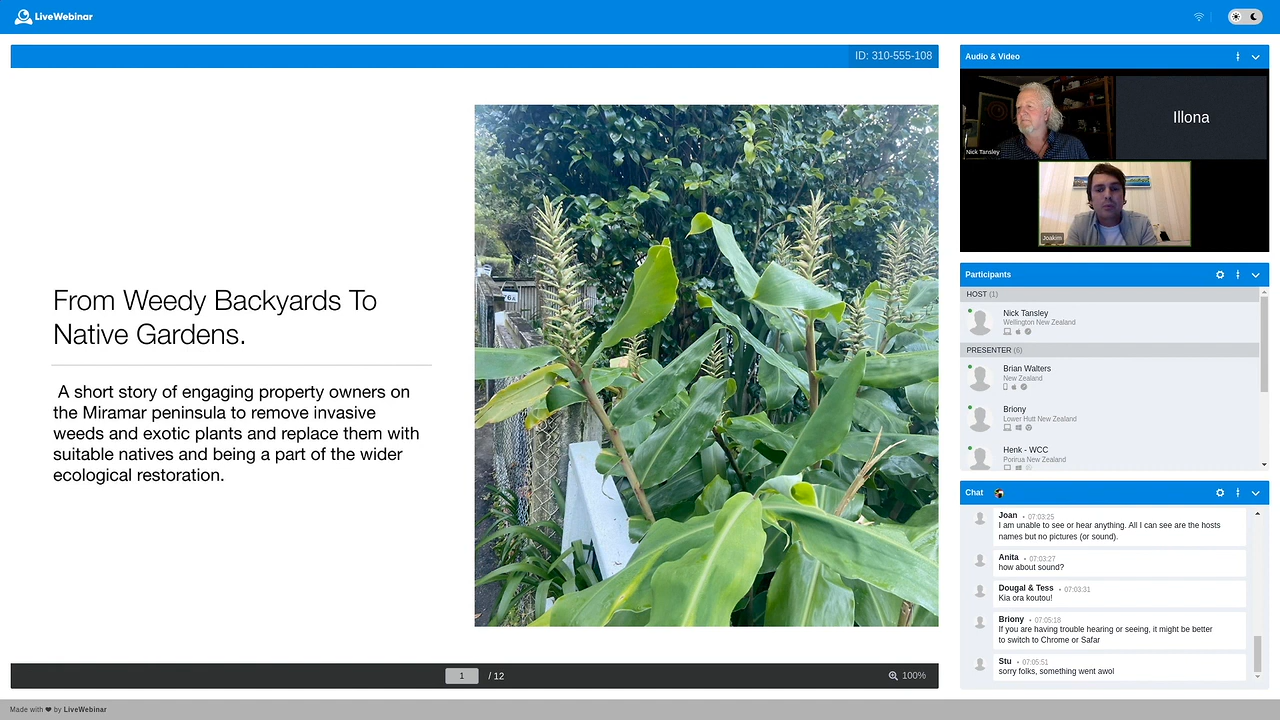 LiveWebinar
ID: 310-555-108
From Weedy Backyards To
Native Gardens.
A short story of engaging property owners on
the Miramar peninsula to remove invasive
weeds and exotic plants and replace them with
suitable natives and being a part of the wider
ecological restoration.
1 / 12
100%
Audio & Video
Nick Tansley
Illona
Joakim
Participants
HOST (1)
Nick Tansley
Wellington New Zealand
PRESENTER (6)
Brian Walters
New Zealand
Briony
Lower Hutt New Zealand
Henk - WCC
Porirua New Zealand
Chat
Joan • 07:03:25
I am unable to see or hear anything. All I can see are the hosts
names but no pictures (or sound).
Anita • 07:03:27
how about sound?
Dougal & Tess • 07:03:31
Kia ora koutou!
Briony • 07:05:18
If you are having trouble hearing or seeing, it might be better
to switch to Chrome or Safar
Stu • 07:05:51
sorry folks, something went awol
Made with ❤ by LiveWebinar